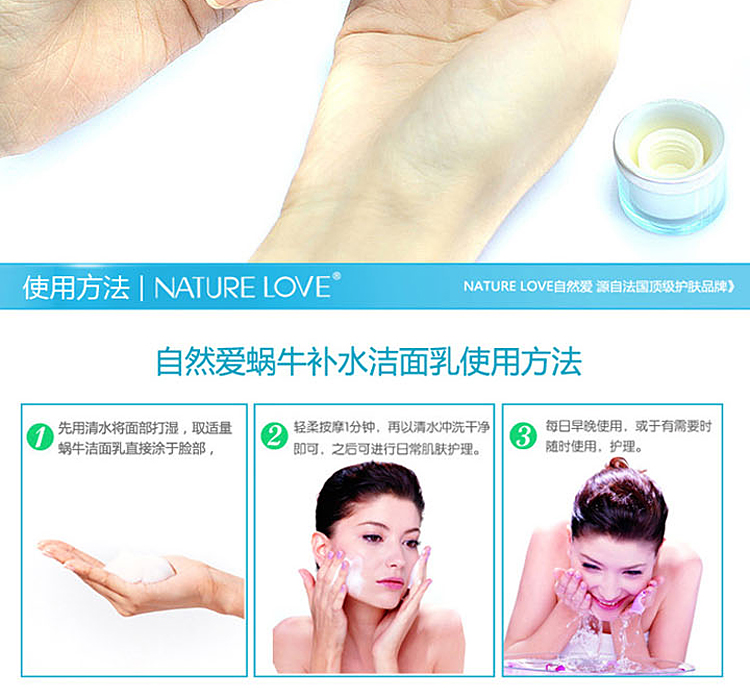 使用方法 | NATURE LOVE®
NATURE LOVE自然爱 源自法国顶级护肤品牌》
自然爱蜗牛补水洁面乳使用方法
1
先用清水将面部打湿，取适量
蜗牛洁面乳直接涂于脸部，
2
轻柔按摩1分钟，再以清水冲洗干净
即可，之后可进行日常肌肤护理。
3
每日早晚使用，或于有需要时
随时使用，护理。